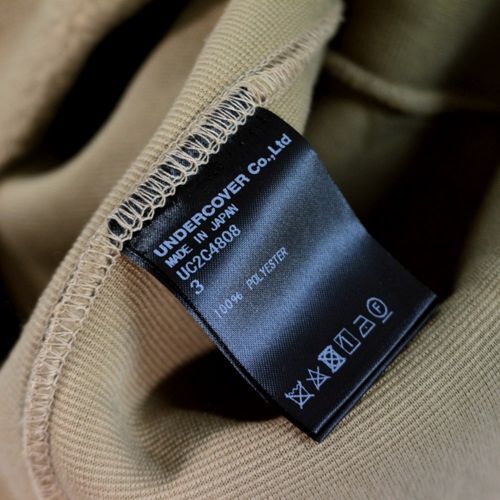 UNDERCOVER Co.,Ltd
MADE IN JAPAN
UC2C4808
3
100% POLYESTER